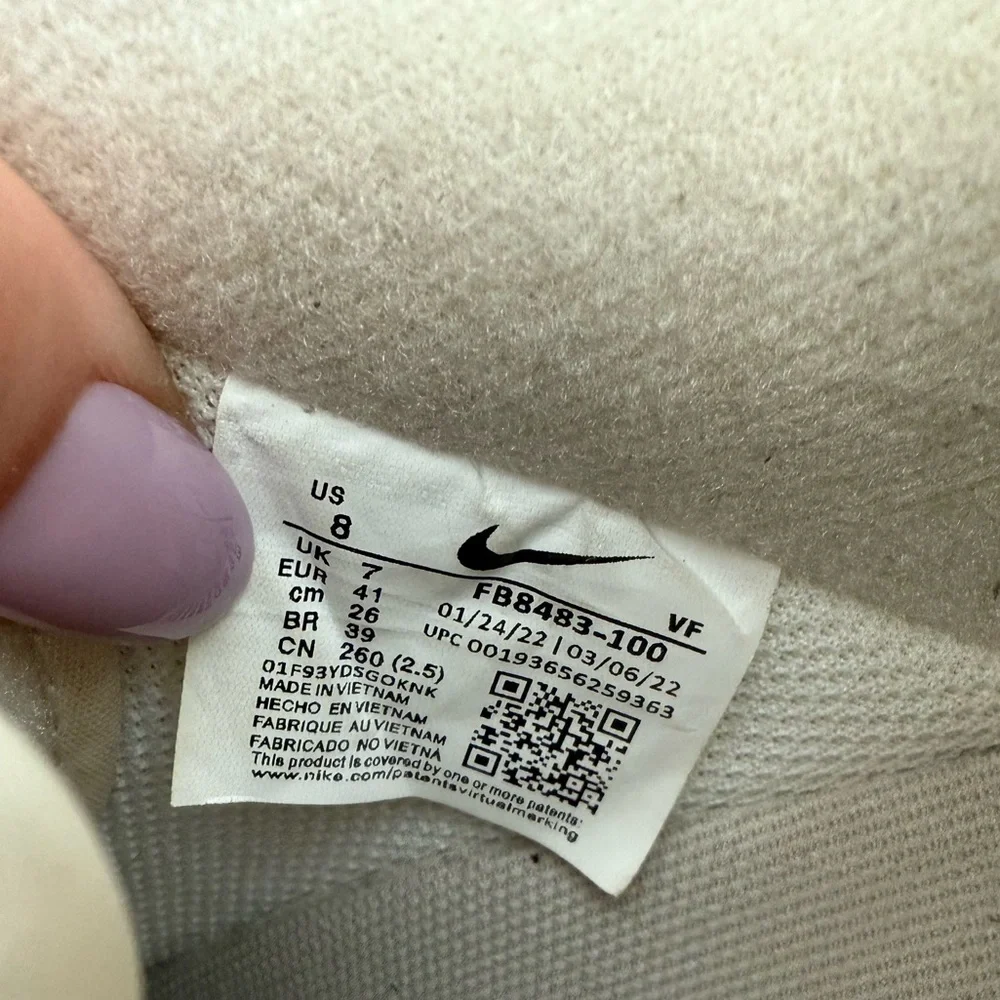 US
8
UK 7
EUR 41
cm 26
BR 39
CN 260 (2.5)
FB8483-100 VF
01/24/22 | 03/06/22
UPC 00193656259363
01F93YDSGOKNK
MADE IN VIETNAM
HECHO EN VIETNAM
FABRIQUE AU VIETNAM
FABRICADO NO VIETNÃ
This product is covered by one or more patents:
www.nike.com/patentsvirtualmarking